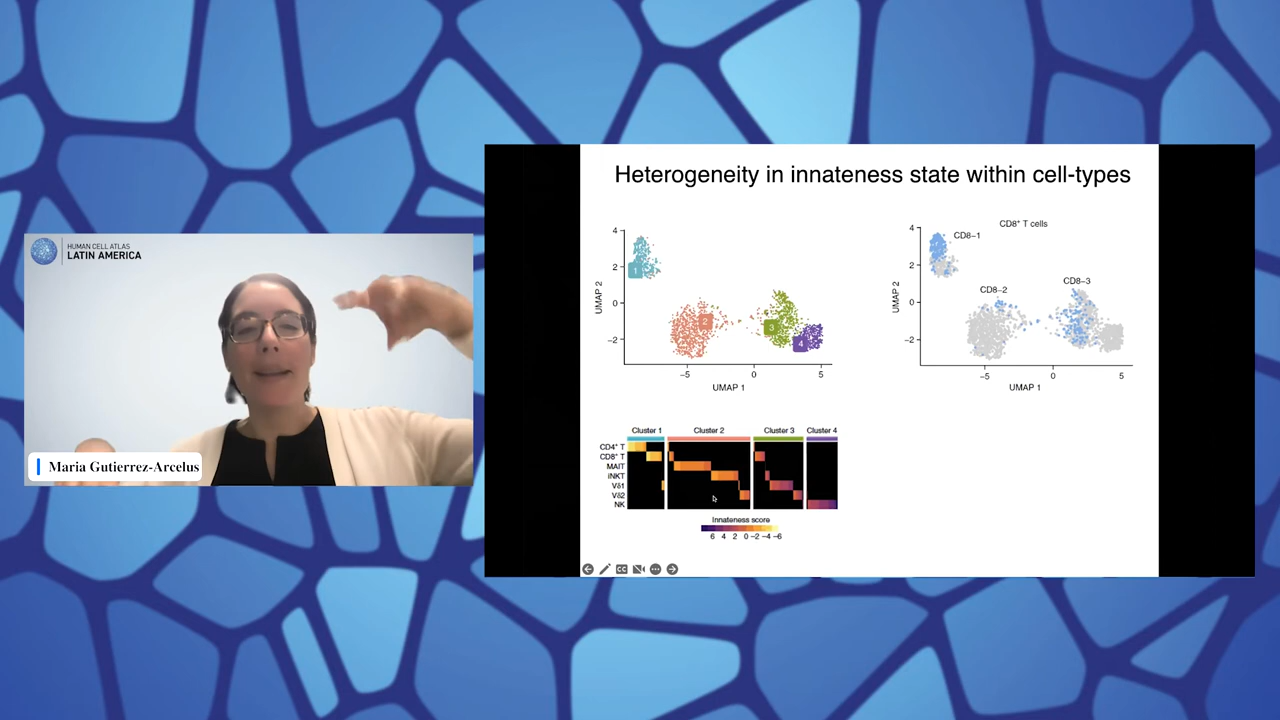 HUMAN CELL ATLAS
LATIN AMERICA
Maria Gutierrez-Arcelus
Heterogeneity in innateness state within cell-types
4
2
0
−2
UMAP 2
−5
0
5
UMAP 1
1
2
3
4
CD8⁺ T cells
4
2
0
−2
UMAP 2
−5
0
5
UMAP 1
CD8−1
CD8−2
CD8−3
Cluster 1
Cluster 2
Cluster 3
Cluster 4
CD4⁺ T
CD8⁺ T
MAIT
iNKT
Vδ1
Vδ2
NK
Innateness score
6 4 2 0 −2 −4 −6
CC